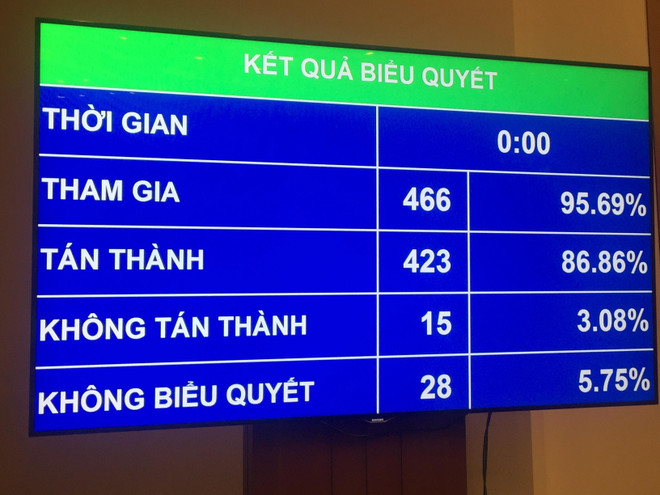 KẾT QUẢ BIỂU QUYẾT
THỜI GIAN 0:00
THAM GIA 466 95.69%
TÁN THÀNH 423 86.86%
KHÔNG TÁN THÀNH 15 3.08%
KHÔNG BIỂU QUYẾT 28 5.75%